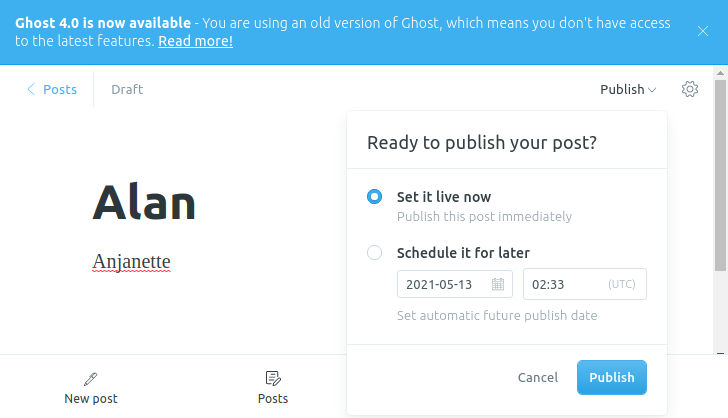 Ghost 4.0 is now available - You are using an old version of Ghost, which means you don't have access
to the latest features. Read more!
Posts
Draft
Publish
Alan
Anjanette
Ready to publish your post?
Set it live now
Publish this post immediately
Schedule it for later
2021-05-13
02:33 (UTC)
Set automatic future publish date
Cancel
Publish
New post
Posts